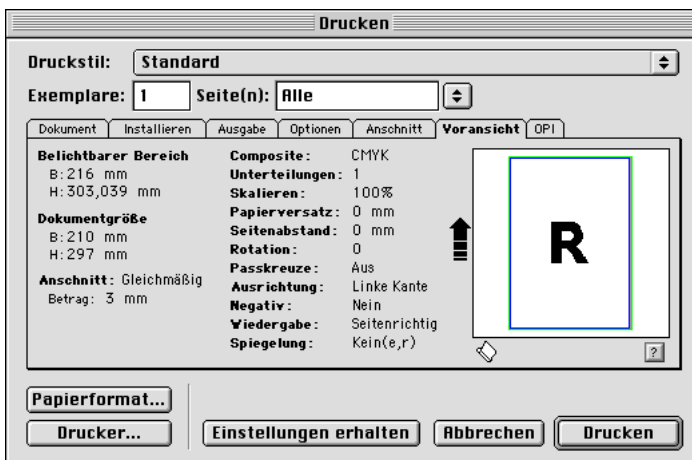 Drucken
Druckstil: Standard
Exemplare: 1 Seite(n): Alle
Dokument Installieren Ausgabe Optionen Anschnitt Voransicht OPI
Belichtbarer Bereich
B: 216 mm
H: 303,039 mm
Dokumentgröße
B: 210 mm
H: 297 mm
Anschnitt: Gleichmäßig
Betrag: 3 mm
Composite: CMYK
Unterteilungen: 1
Skalieren: 100%
Papierversatz: 0 mm
Seitenabstand: 0 mm
Rotation: 0
Passkreuze: Aus
Ausrichtung: Linke Kante
Negativ: Nein
Wiedergabe: Seitenrichtig
Spiegelung: Kein(e,r)
R
?
Papierformat...
Drucker... Einstellungen erhalten Abbrechen Drucken